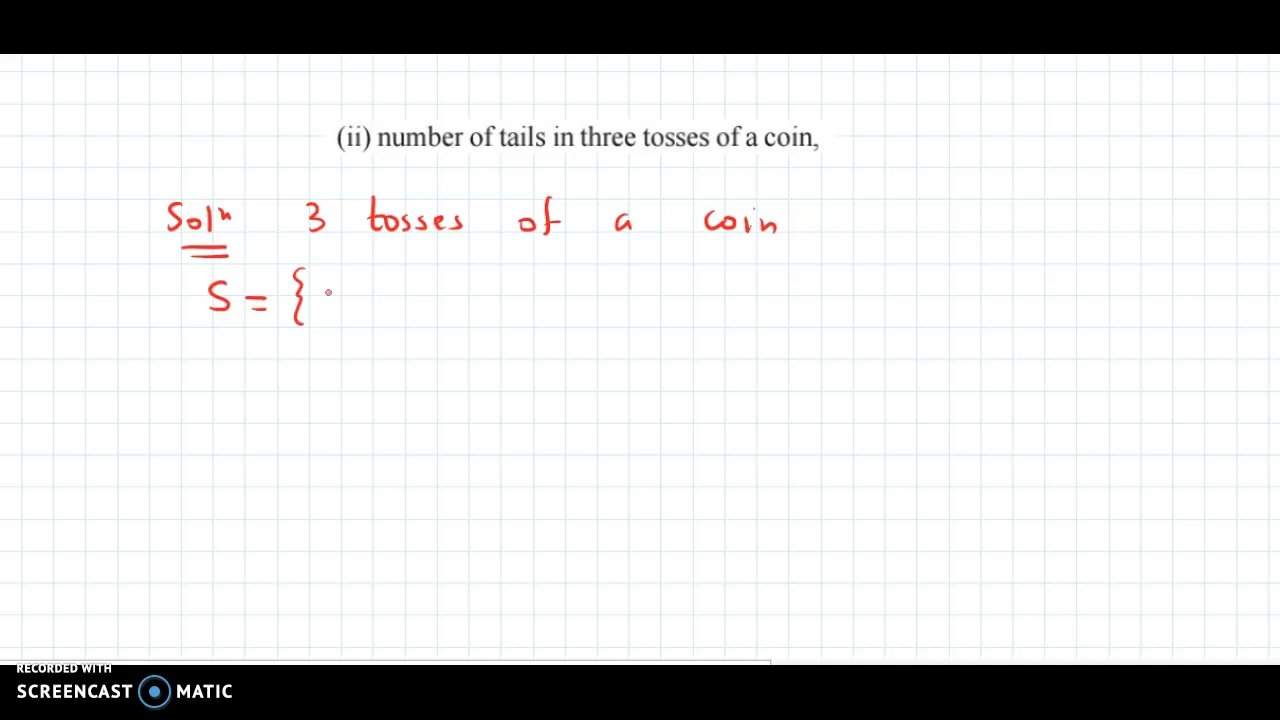 (ii) number of tails in three tosses of a coin,
Solⁿ 3 tosses of a coin
S = {
RECORDED WITH
SCREENCAST MATIC